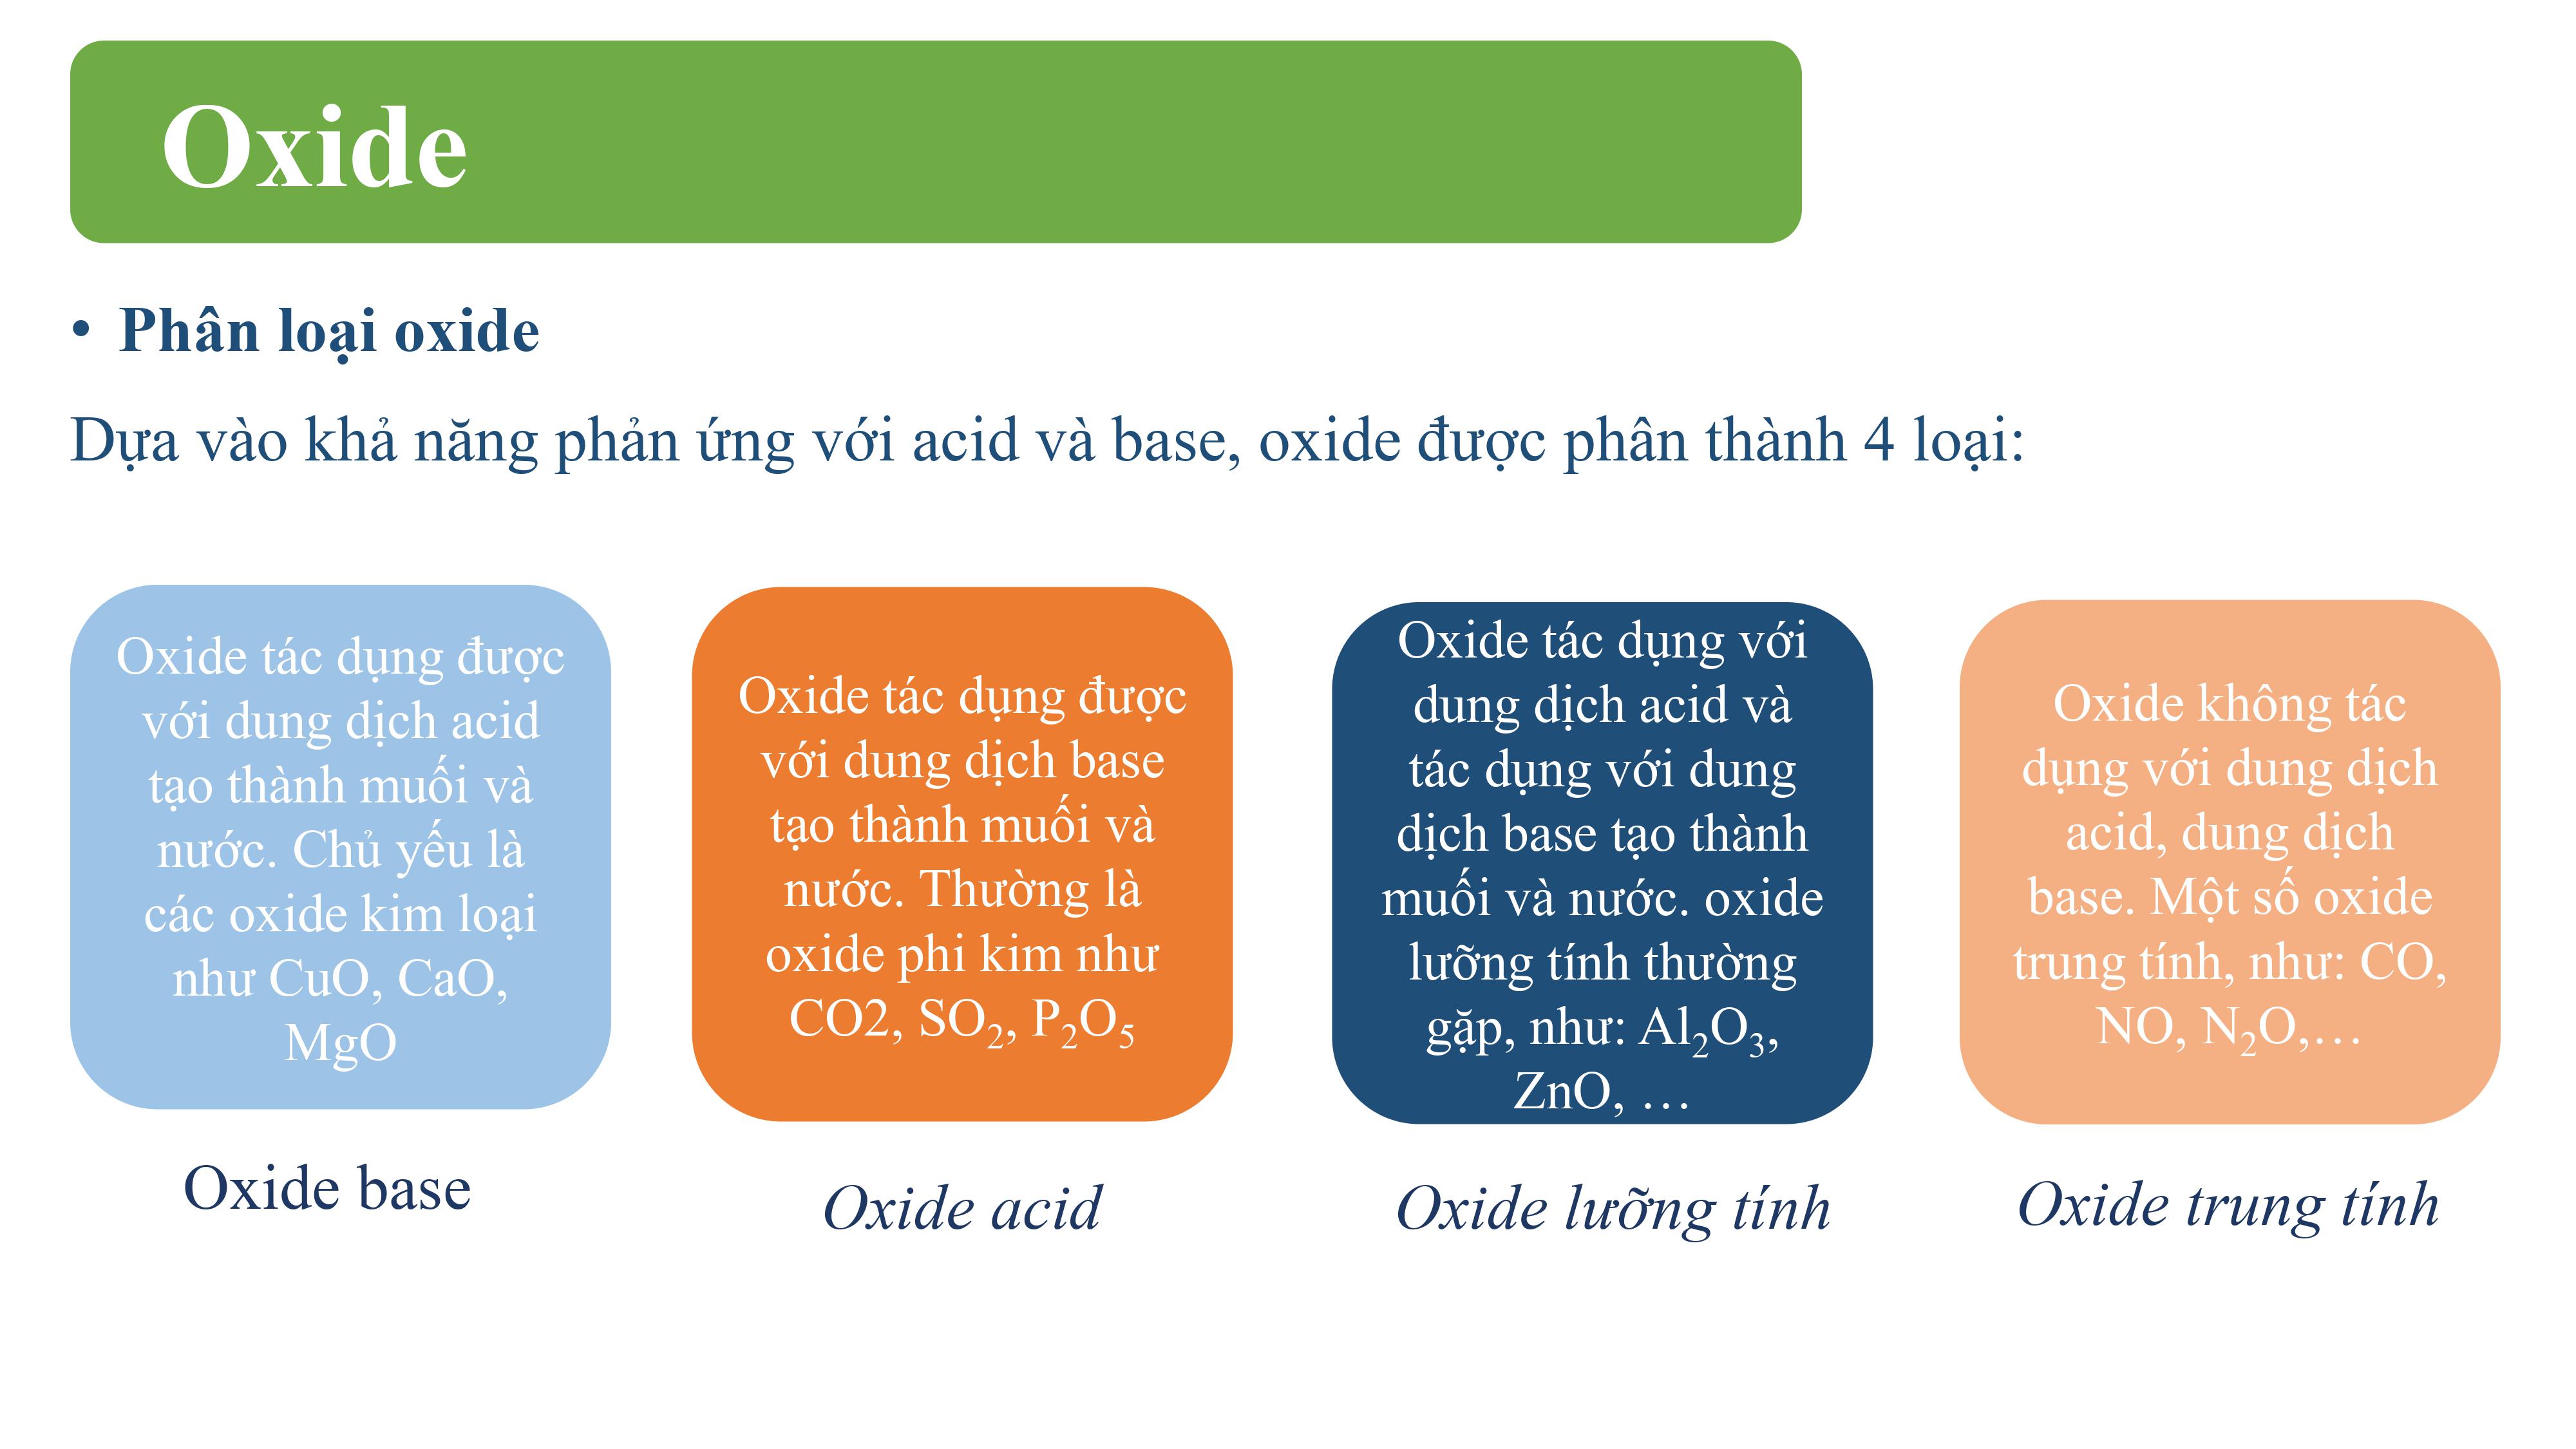 Oxide
• Phân loại oxide
Dựa vào khả năng phản ứng với acid và base, oxide được phân thành 4 loại:
Oxide tác dụng được
với dung dịch acid
tạo thành muối và
nước. Chủ yếu là
các oxide kim loại
như CuO, CaO,
MgO
Oxide base
Oxide tác dụng được
với dung dịch base
tạo thành muối và
nước. Thường là
oxide phi kim như
CO2, SO₂, P₂O₅
Oxide acid
Oxide tác dụng với
dung dịch acid và
tác dụng với dung
dịch base tạo thành
muối và nước. oxide
lưỡng tính thường
gặp, như: Al₂O₃,
ZnO, …
Oxide lưỡng tính
Oxide không tác
dụng với dung dịch
acid, dung dịch
base. Một số oxide
trung tính, như: CO,
NO, N₂O,…
Oxide trung tính